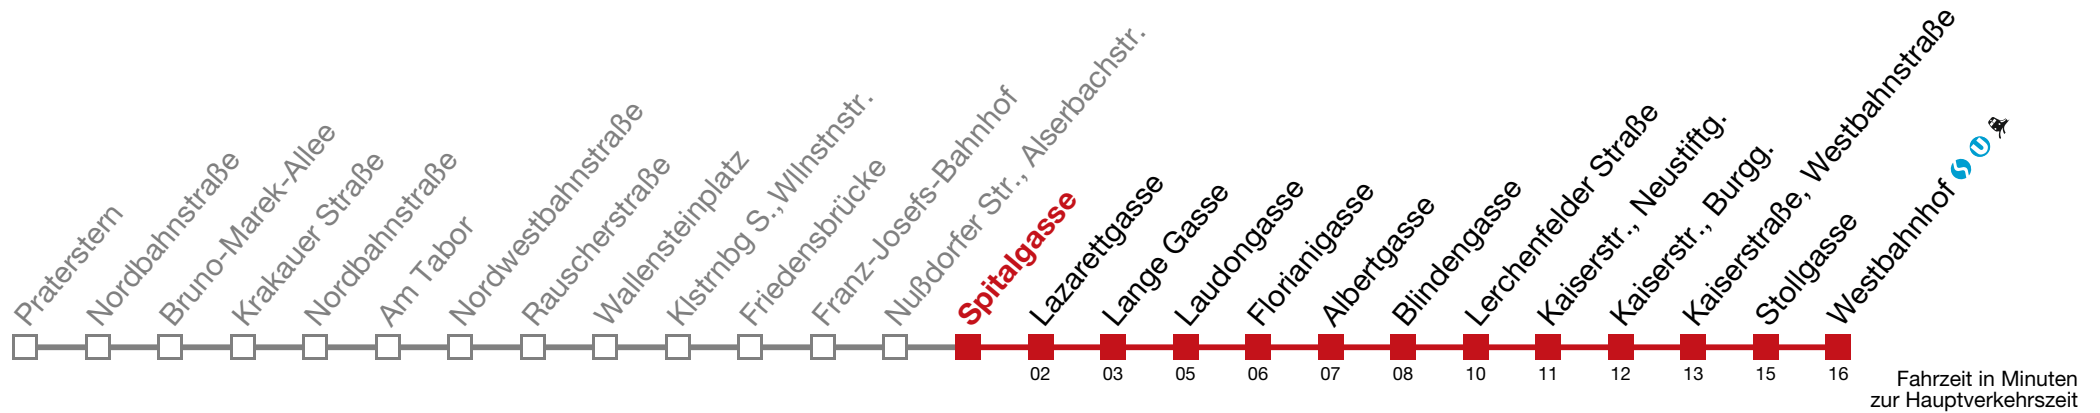 Praterstern
Nordbahnstraße
Bruno-Marek-Allee
Krakauer Straße
Nordbahnstraße
Am Tabor
Nordwestbahnstraße
Rauscherstraße
Wallensteinplatz
Klstrnbg S.,Wllnstnstr.
Friedensbrücke
Franz-Josefs-Bahnhof
Nußdorfer Str., Alserbachstr.
Spitalgasse
Lazarettgasse
Lange Gasse
Laudongasse
Florianigasse
Albertgasse
Blindengasse
Lerchenfelder Straße
Kaiserstr., Neustiftg.
Kaiserstr., Burgg.
Kaiserstraße, Westbahnstraße
Stollgasse
Westbahnhof S U
02 03 05 06 07 08 10 11 12 13 15 16
Fahrzeit in Minuten
zur Hauptverkehrszeit